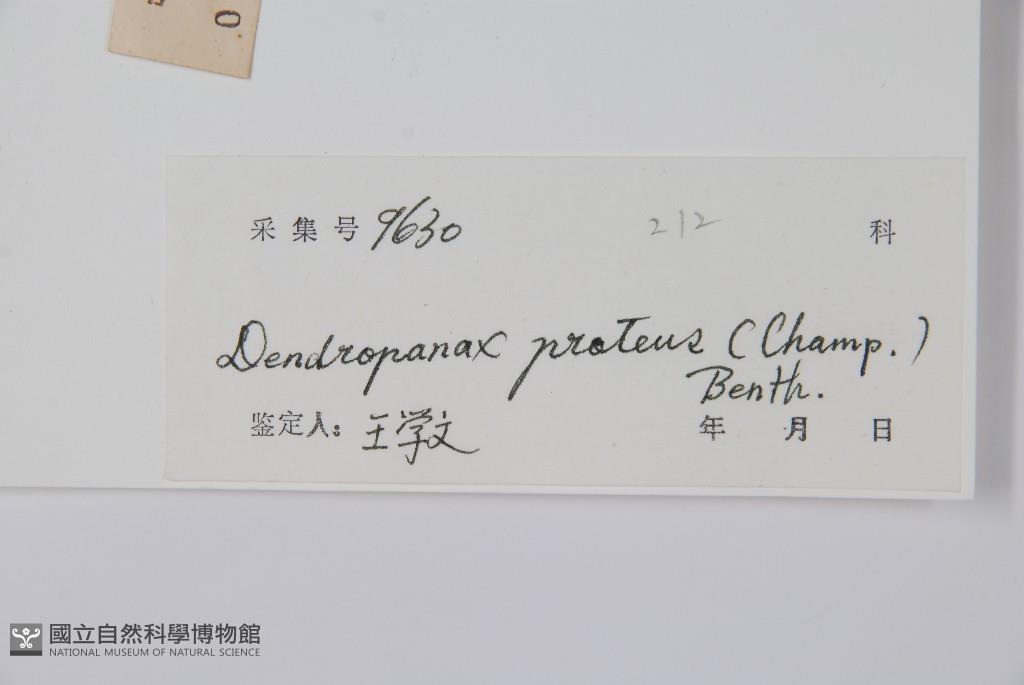 0
采集号 9630 212 科
Dendropanax proteus (Champ.)
Benth.
鉴定人: 王学文 年 月 日
國立自然科學博物館
NATIONAL MUSEUM OF NATURAL SCIENCE